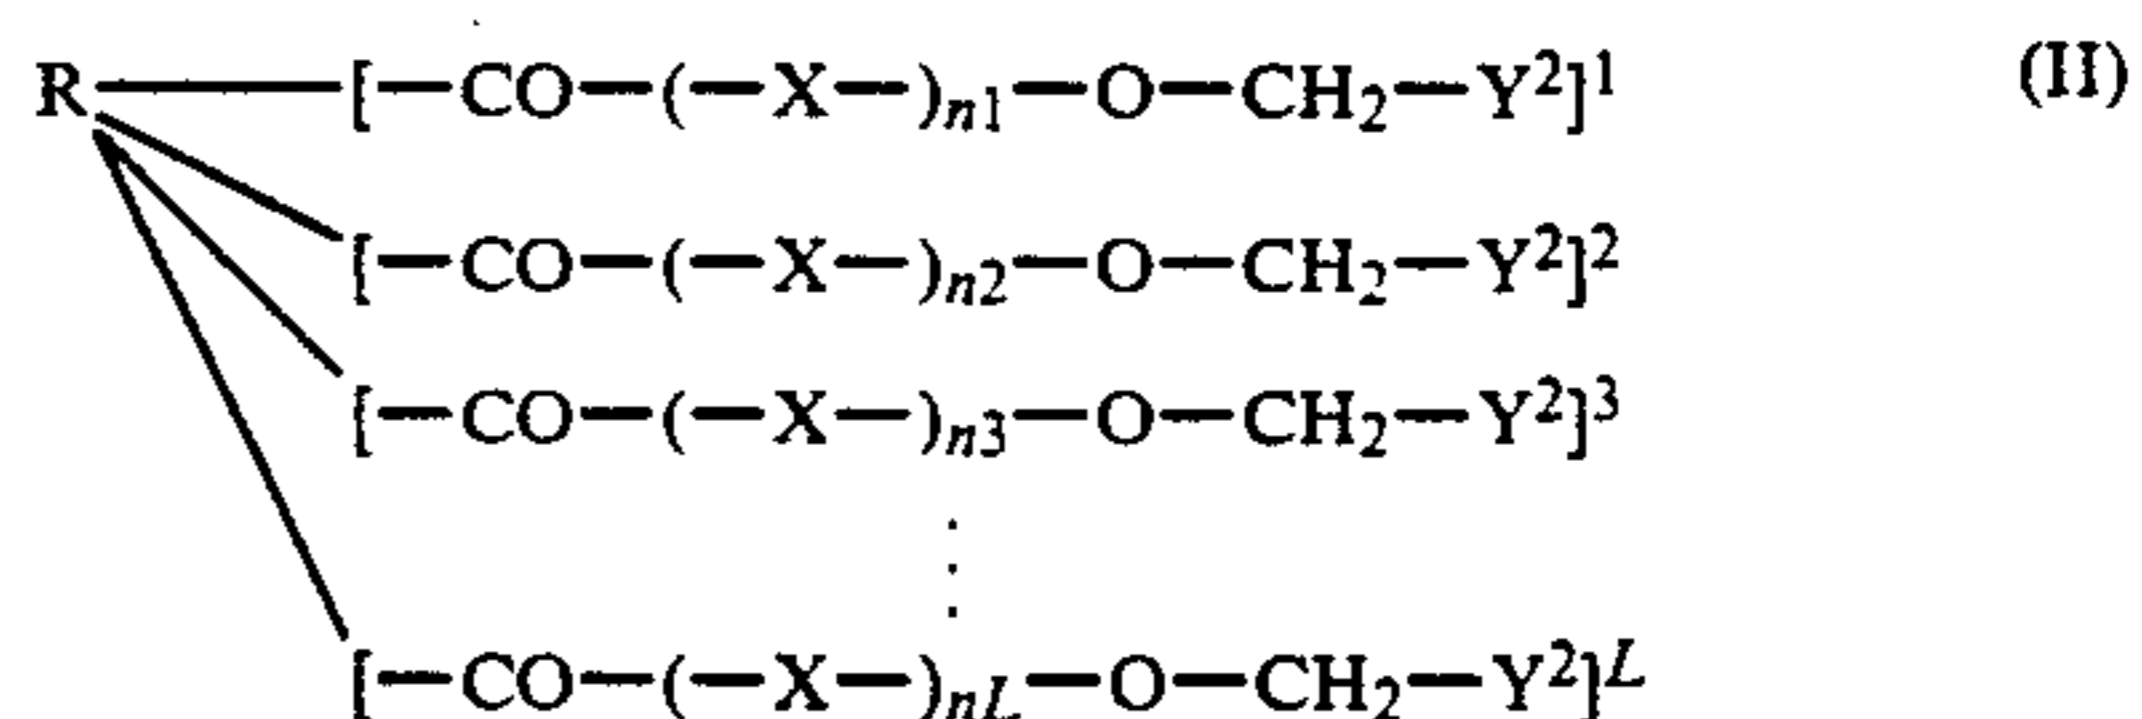 R—[—CO—(—X—)n1—O—CH2—Y2]1 (II)
[—CO—(—X—)n2—O—CH2—Y2]2
[—CO—(—X—)n3—O—CH2—Y2]3
⋮
[—CO—(—X—)nL—O—CH2—Y2]L